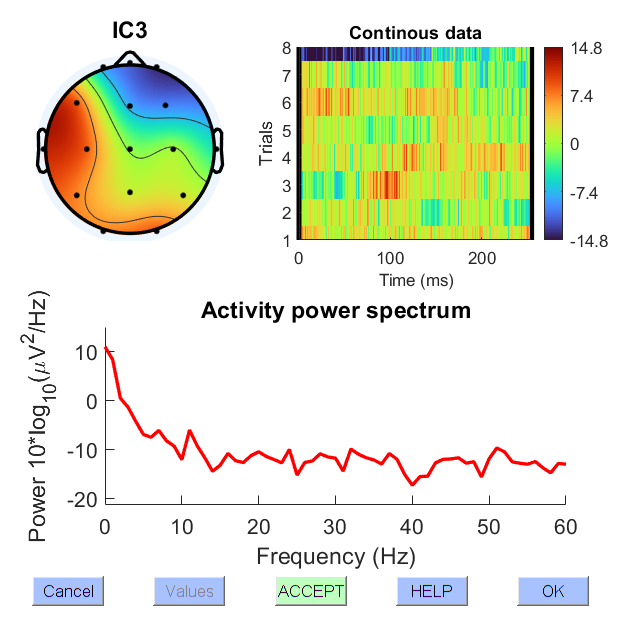 IC3
Continous data
8
7
6
5
4
3
2
1
Trials
0 100 200
Time (ms)
14.8
7.4
0
-7.4
-14.8
Activity power spectrum
10
0
-10
-20
Power 10*log10(μV2/Hz)
0 10 20 30 40 50 60
Frequency (Hz)
Cancel Values ACCEPT HELP OK